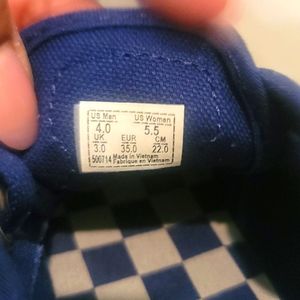 US Men US Women
4.0 5.5
UK EUR CM
3.0 35.0 22.0
500714 Made in Vietnam
Fabrique en Vietnam